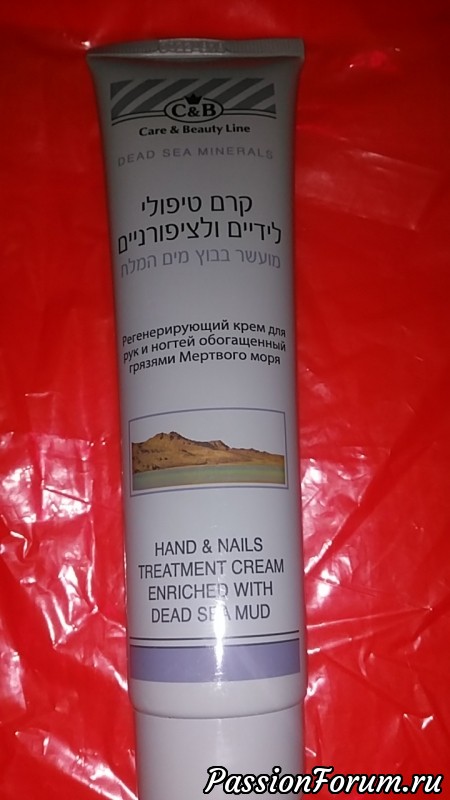 C&B
Care & Beauty Line
DEAD SEA MINERALS
קרם טיפולי
לידיים ולציפורניים
מועשר בבוץ מים המלח
Регенерирующий крем для
рук и ногтей обогащенный
грязями Мертвого моря
HAND & NAILS
TREATMENT CREAM
ENRICHED WITH
DEAD SEA MUD
PassionForum.ru